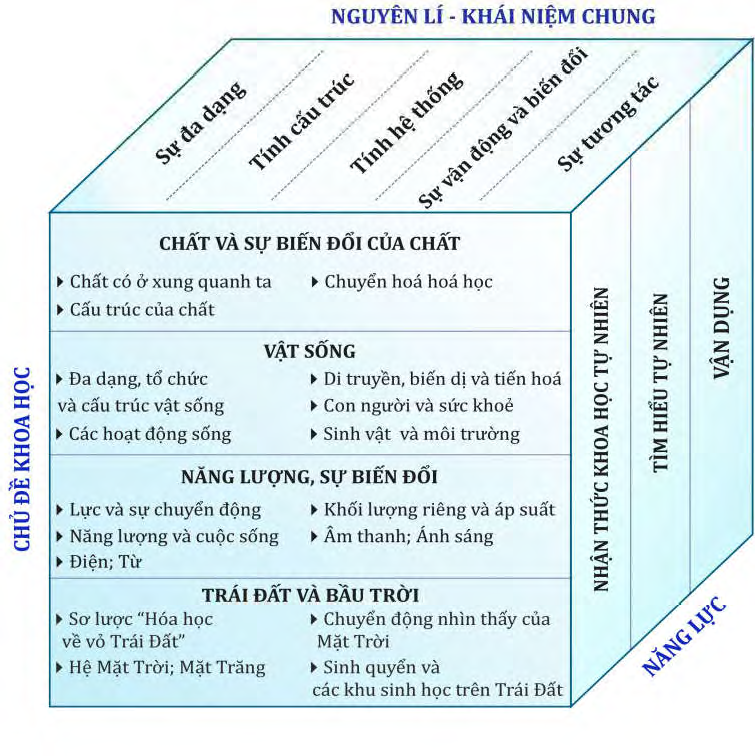 NGUYÊN LÍ - KHÁI NIỆM CHUNG
Sự đa dạng
Tính cấu trúc
Tính hệ thống
Sự vận động và biến đổi
Sự tương tác
CHỦ ĐỀ KHOA HỌC
CHẤT VÀ SỰ BIẾN ĐỔI CỦA CHẤT
Chất có ở xung quanh ta
Cấu trúc của chất
Chuyển hoá hoá học
VẬT SỐNG
Đa dạng, tổ chức
và cấu trúc vật sống
Các hoạt động sống
Di truyền, biến dị và tiến hoá
Con người và sức khoẻ
Sinh vật và môi trường
NĂNG LƯỢNG, SỰ BIẾN ĐỔI
Lực và sự chuyển động
Năng lượng và cuộc sống
Điện; Từ
Khối lượng riêng và áp suất
Âm thanh; Ánh sáng
TRÁI ĐẤT VÀ BẦU TRỜI
Sơ lược “Hóa học
về vỏ Trái Đất”
Hệ Mặt Trời; Mặt Trăng
Chuyển động nhìn thấy của
Mặt Trời
Sinh quyển và
các khu sinh học trên Trái Đất
NHẬN THỨC KHOA HỌC TỰ NHIÊN
TÌM HIỂU TỰ NHIÊN
VẬN DỤNG
NĂNG LỰC